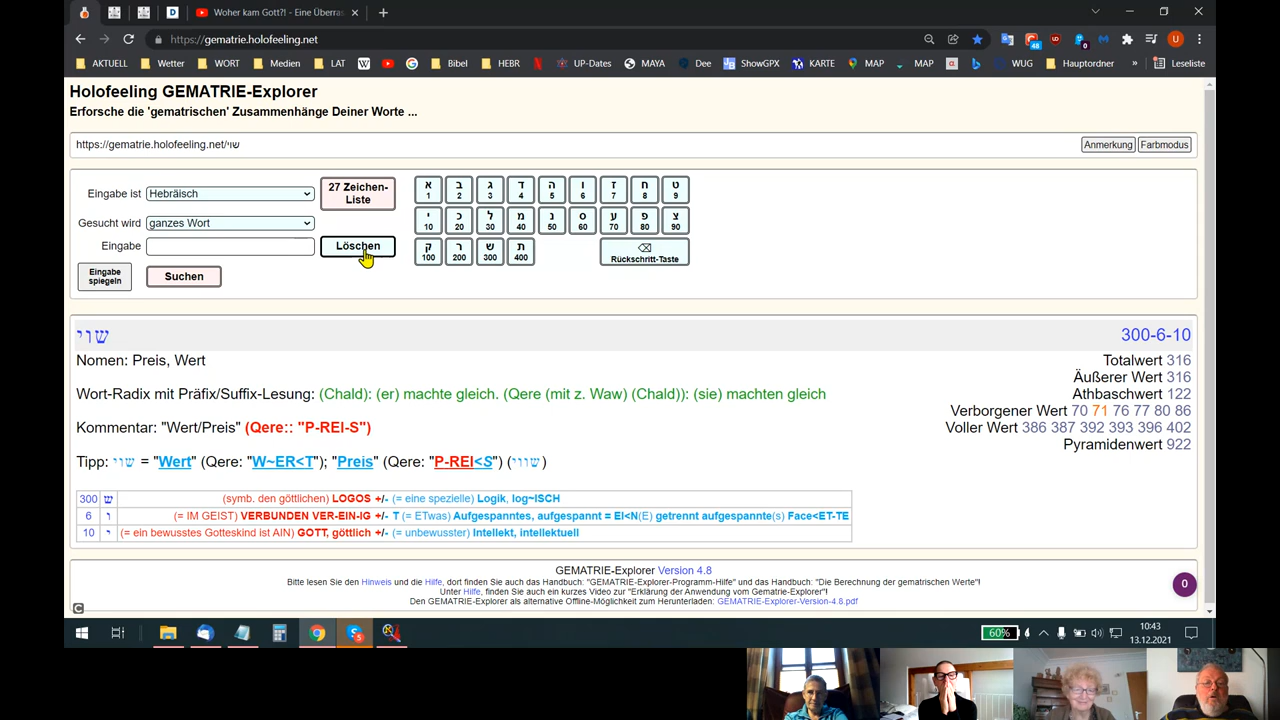 Woher kam Gott?! - Eine Überras
https://gematrie.holofeeling.net
AKTUELL Wetter WORT Medien LAT Bibel HEBR UP-Dates MAYA Dee ShowGPX KARTE MAP MAP WUG Hauptordner » Leseliste
Holofeeling GEMATRIE-Explorer
Erforsche die 'gematrischen' Zusammenhänge Deiner Worte ...
https://gematrie.holofeeling.net/שוי Anmerkung Farbmodus
Eingabe ist Hebräisch 27 Zeichen-Liste
Gesucht wird ganzes Wort
Eingabe Löschen
Eingabe spiegeln Suchen
א ב ג ד ה ו ז ח ט
1 2 3 4 5 6 7 8 9
י כ ל מ נ ס ע פ צ
10 20 30 40 50 60 70 80 90
ק ר ש ת ⌫
100 200 300 400 Rückschritt-Taste
שוי 300-6-10
Nomen: Preis, Wert
Totalwert 316
Äußerer Wert 316
Wort-Radix mit Präfix/Suffix-Lesung: (Chald): (er) machte gleich. (Qere (mit z. Waw) (Chald)): (sie) machten gleich
Athbaschwert 122
Verborgener Wert 70 71 76 77 80 86
Kommentar: "Wert/Preis" (Qere:: "P-REI-S")
Voller Wert 386 387 392 393 396 402
Pyramidenwert 922
Tipp: שוי = "Wert" (Qere: "W~ER<T"); "Preis" (Qere: "P-REI<S") (שווי)
300 ש (symb. den göttlichen) LOGOS +/- (= eine spezielle) Logik, log~ISCH
6 ו (= IM GEIST) VERBUNDEN VER-EIN-IG +/- T (= ETwas) Aufgespanntes, aufgespannt = EI<N(E) getrennt aufgespannte(s) Face<ET-TE
10 י (= ein bewusstes Gotteskind ist AIN) GOTT, göttlich +/- (= unbewusster) Intellekt, intellektuell
GEMATRIE-Explorer Version 4.8
Bitte lesen Sie den Hinweis und die Hilfe, dort finden Sie auch das Handbuch: "GEMATRIE-Explorer-Programm-Hilfe" und das Handbuch: "Die Berechnung der gematrischen Werte"!
Unter Hilfe, finden Sie auch ein kurzes Video zur "Erklärung der Anwendung vom Gematrie-Explorer"!
Den GEMATRIE-Explorer als alternative Offline-Möglichkeit zum Herunterladen: GEMATRIE-Explorer-Version-4.8.pdf
0
60% 10:43
13.12.2021